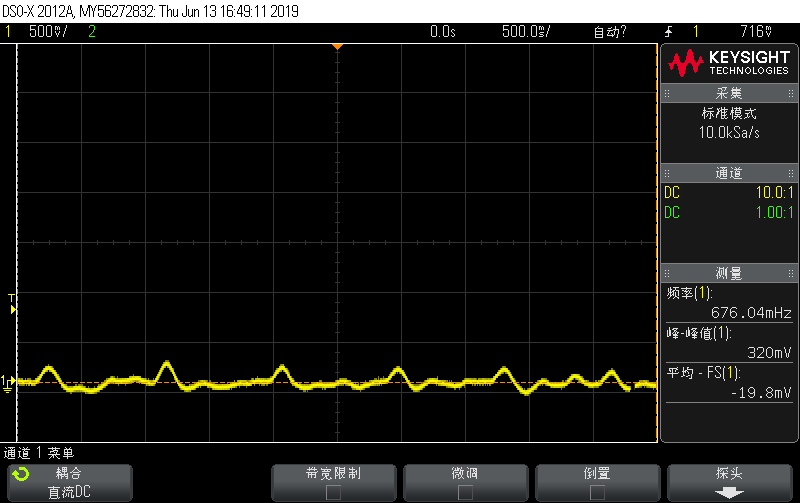 DSO-X 2012A, MY56272832: Thu Jun 13 16:49:11 2019
1 500V/ 2 0.0s 500.0ms/ 自动? 1 716V
KEYSIGHT
TECHNOLOGIES
采集
标准模式
10.0kSa/s
通道
DC 10.0:1
DC 1.00:1
测量
频率(1):
676.04mHz
峰-峰值(1):
320mV
平均 - FS(1):
-19.8mV
T
1
通道 1 菜单
耦合
直流DC
带宽限制
微调
倒置
探头